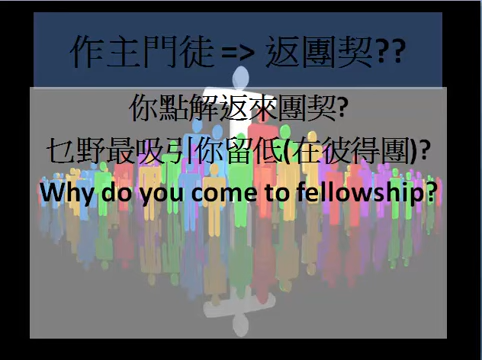 作主門徒 => 返團契??
你點解返來團契?
乜野最吸引你留低(在彼得團)?
Why do you come to fellowship?